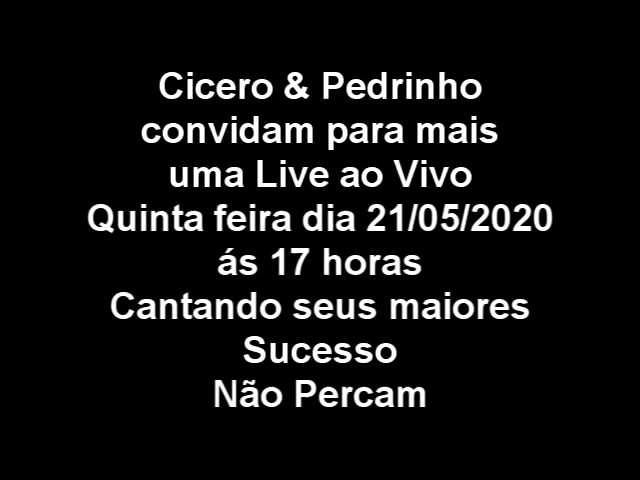 Cicero & Pedrinho
convidam para mais
uma Live ao Vivo
Quinta feira dia 21/05/2020
ás 17 horas
Cantando seus maiores
Sucesso
Não Percam